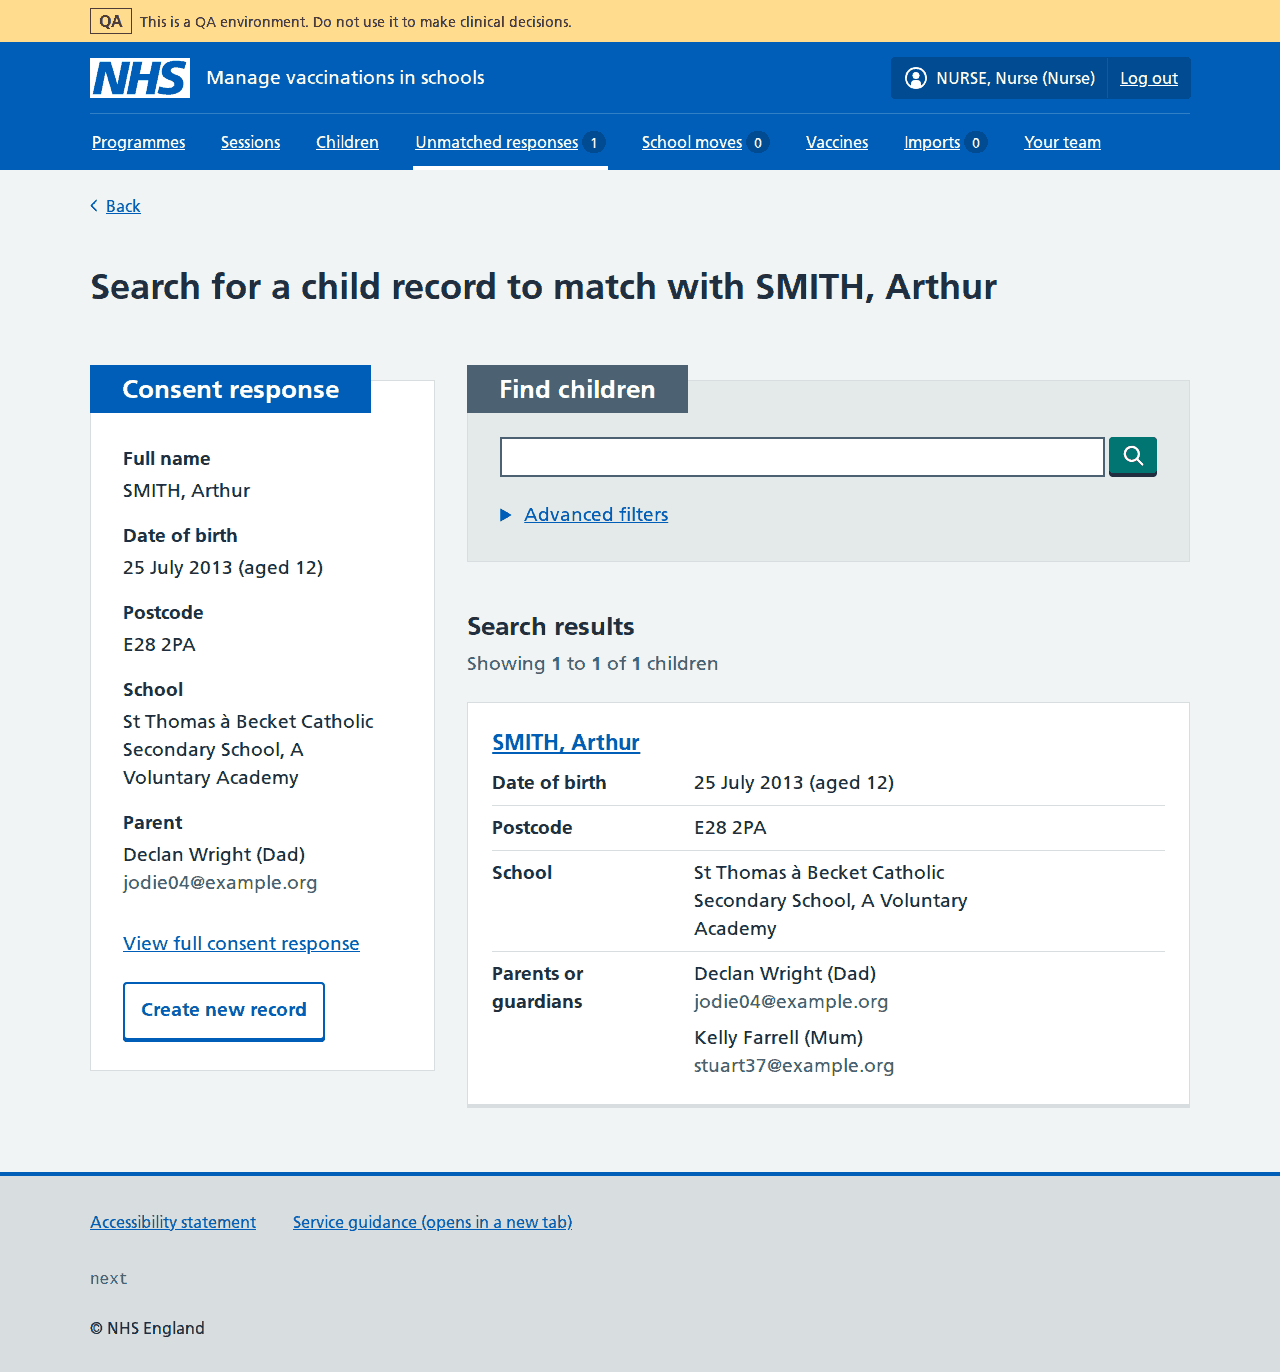 QA This is a QA environment. Do not use it to make clinical decisions.
NHS Manage vaccinations in schools NURSE, Nurse (Nurse) Log out
Programmes Sessions Children Unmatched responses 1 School moves 0 Vaccines Imports 0 Your team
Back
Search for a child record to match with SMITH, Arthur
Consent response
Full name
SMITH, Arthur
Date of birth
25 July 2013 (aged 12)
Postcode
E28 2PA
School
St Thomas à Becket Catholic
Secondary School, A
Voluntary Academy
Parent
Declan Wright (Dad)
jodie04@example.org
View full consent response
Create new record
Find children
Advanced filters
Search results
Showing 1 to 1 of 1 children
SMITH, Arthur
Date of birth 25 July 2013 (aged 12)
Postcode E28 2PA
School St Thomas à Becket Catholic
Secondary School, A Voluntary
Academy
Parents or Declan Wright (Dad)
guardians jodie04@example.org
Kelly Farrell (Mum)
stuart37@example.org
Accessibility statement Service guidance (opens in a new tab)
next
© NHS England